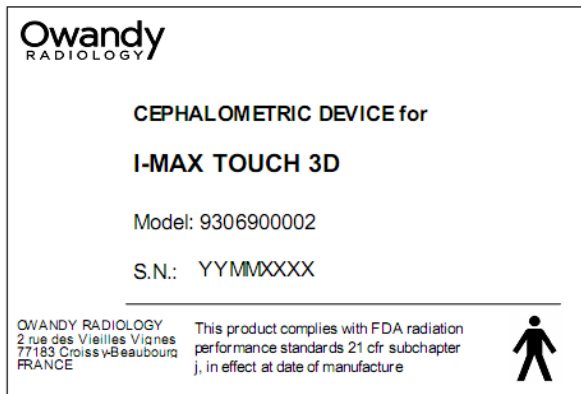 Owandy
RADIOLOGY
CEPHALOMETRIC DEVICE for
I-MAX TOUCH 3D
Model: 9306900002
S.N.: YYMMXXXX
OWANDY RADIOLOGY
2 rue des Vieilles Vignes
77183 Croissy-Beaubourg
FRANCE
This product complies with FDA radiation
performance standards 21 cfr subchapter
j, in effect at date of manufacture